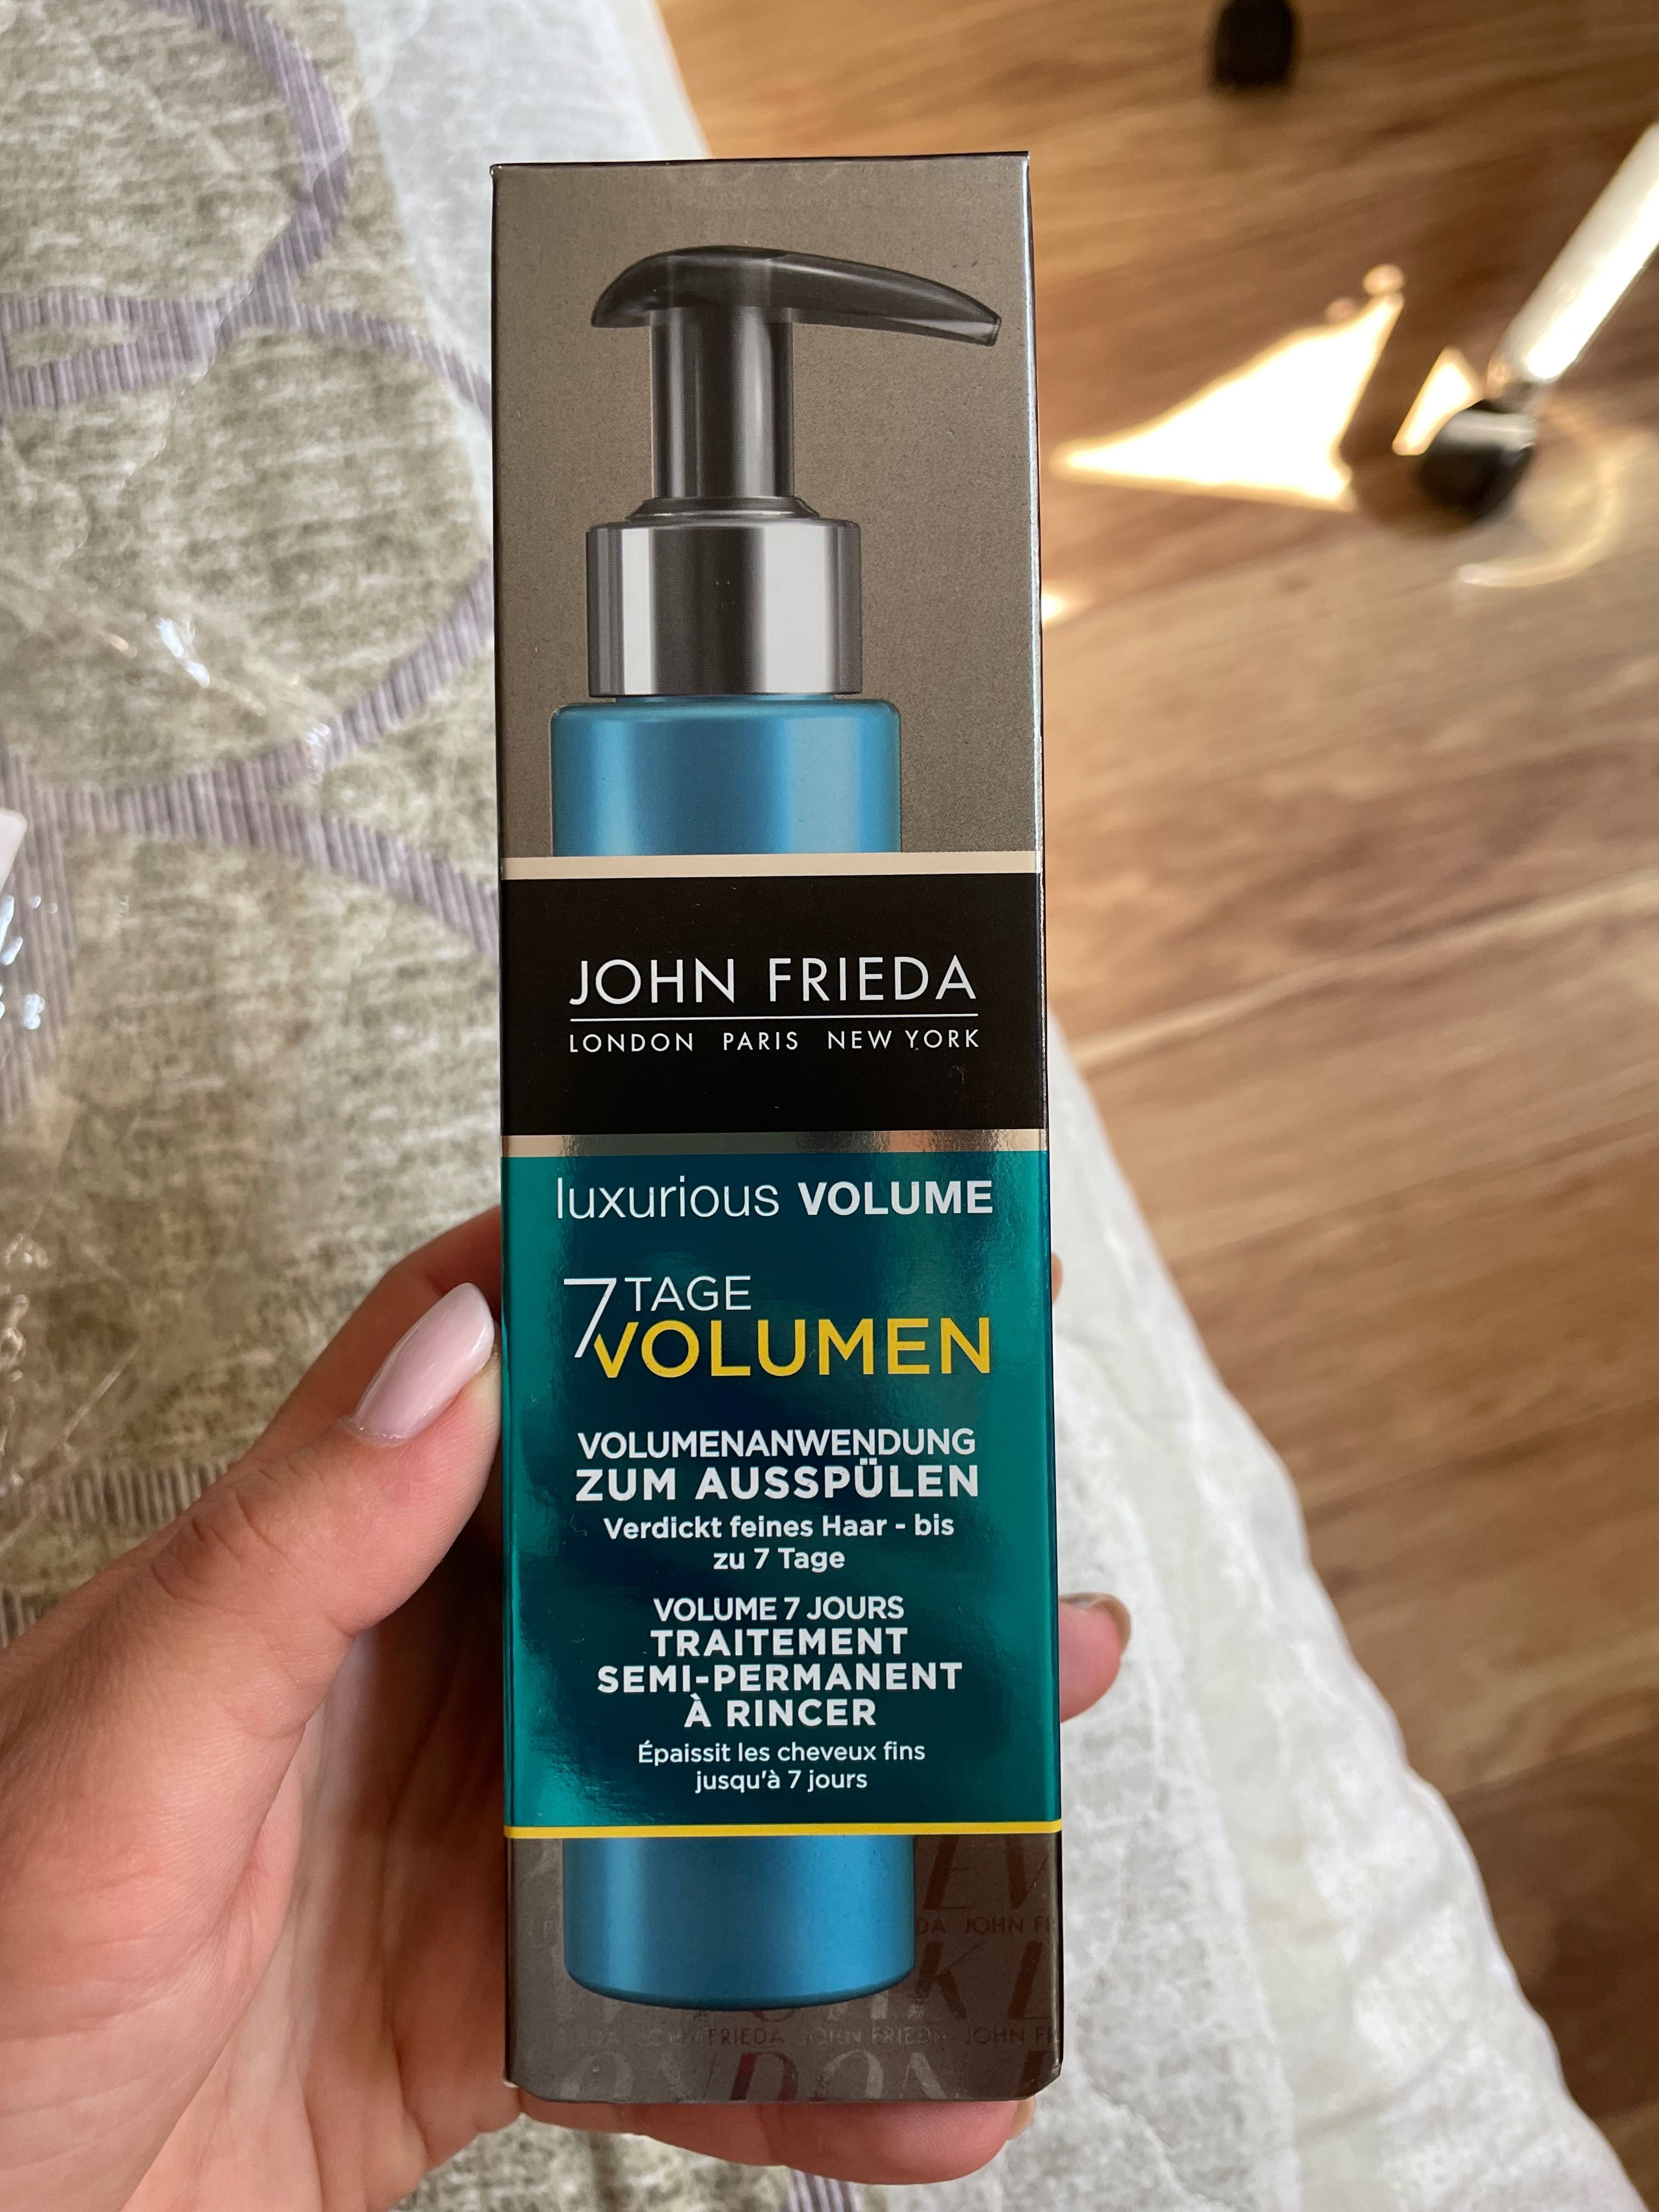 JOHN FRIEDA
LONDON PARIS NEW YORK
luxurious VOLUME
7 TAGE
VOLUMEN
VOLUMENANWENDUNG
ZUM AUSSPÜLEN
Verdickt feines Haar - bis
zu 7 Tage
VOLUME 7 JOURS
TRAITEMENT
SEMI-PERMANENT
À RINCER
Épaissit les cheveux fins
jusqu'à 7 jours
JOHN
FRIEDA JOHN FRIEDA JOHN